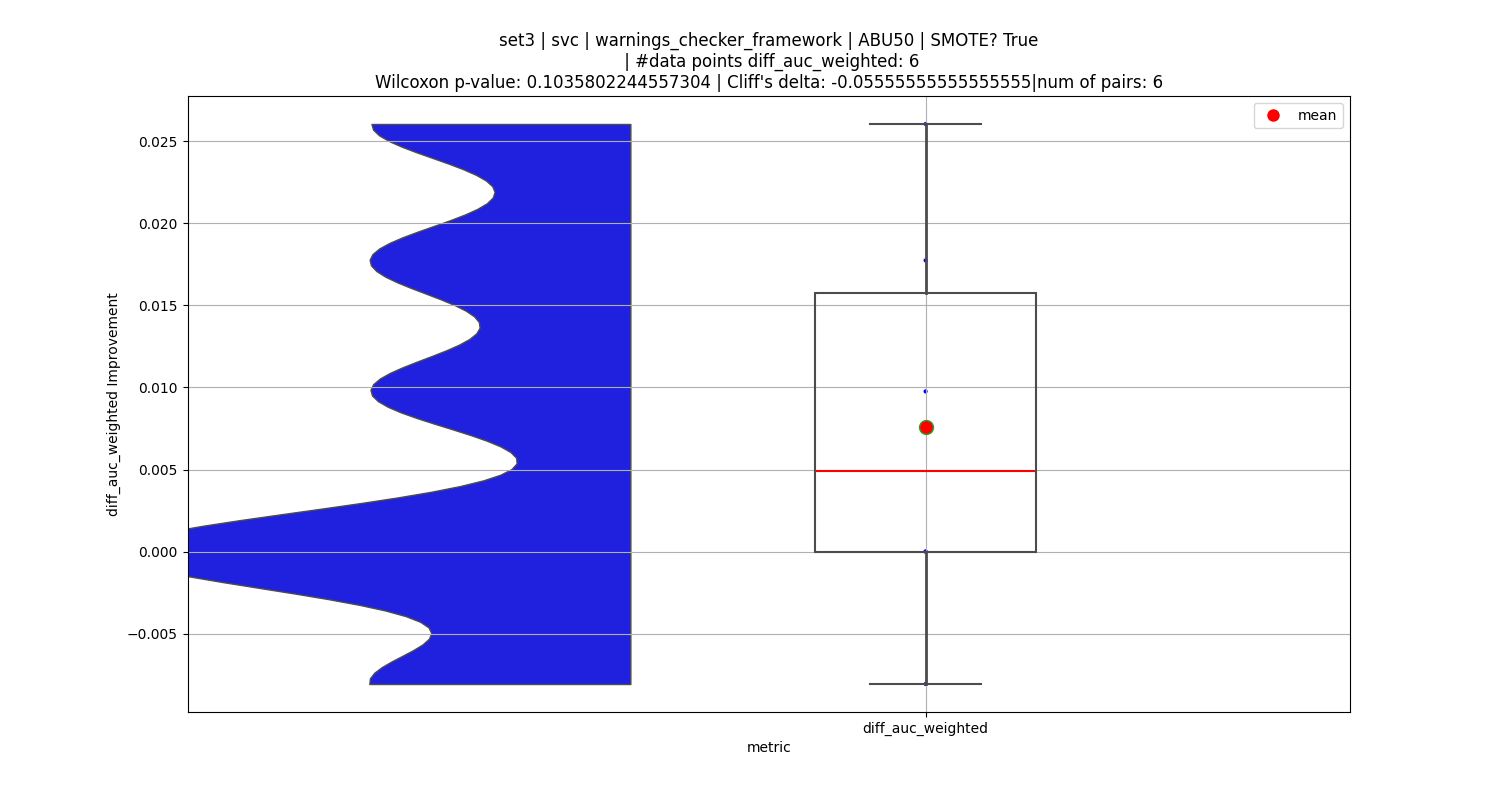 set3 | svc | warnings_checker_framework | ABU50 | SMOTE? True
| #data points diff_auc_weighted: 6
Wilcoxon p-value: 0.1035802244557304 | Cliff's delta: -0.05555555555555555|num of pairs: 6
mean
0.025
0.020
0.015
0.010
0.005
0.000
−0.005
diff_auc_weighted Improvement
diff_auc_weighted
metric